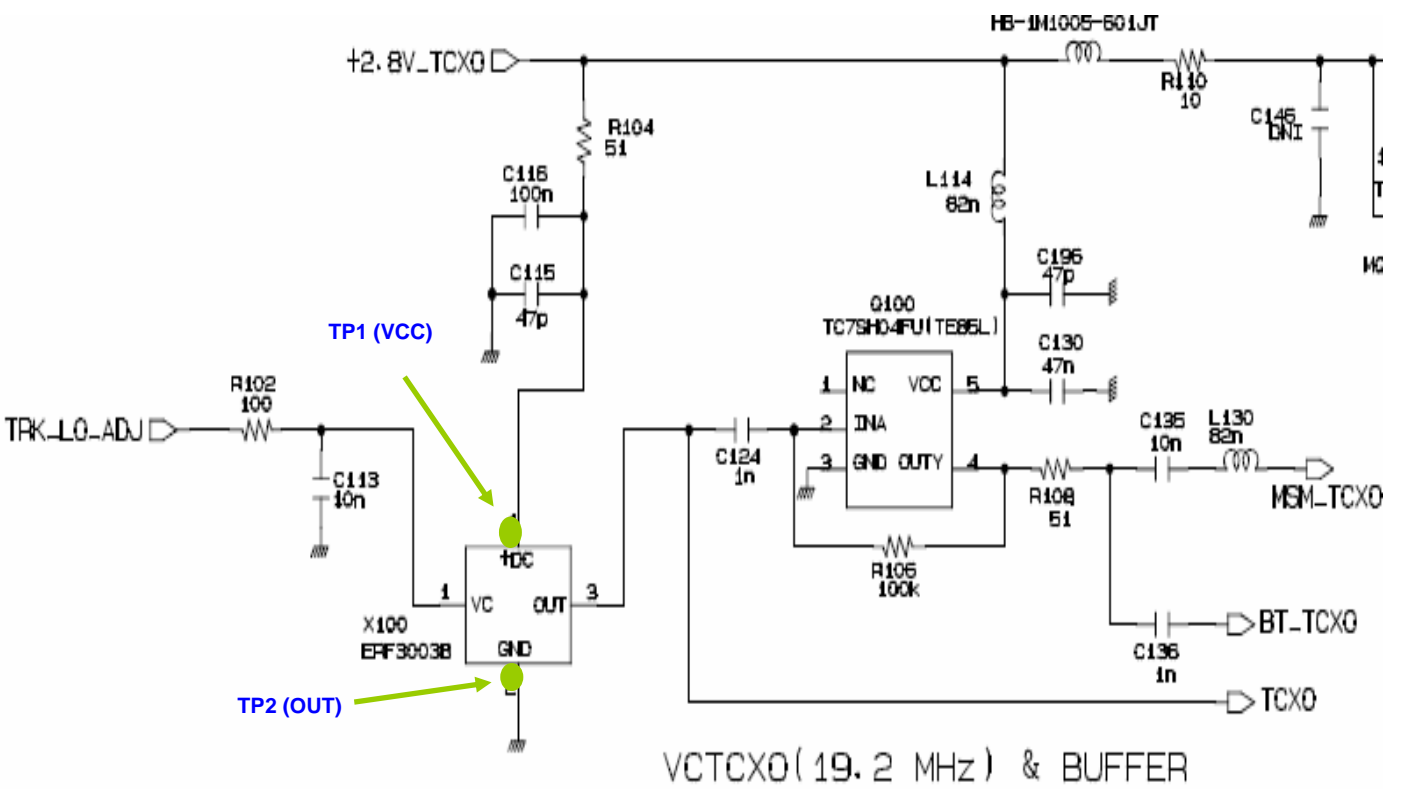 HB-1M1005-601JT
+2.8V_TCXO
R110
10
C146
DNI
R104
51
C116
100n
L114
82n
C115
47p
C196
47p
TP1 (VCC)
Q100
TC7SH04FU(TE85L)
C130
47n
1 NC VCC 5
R102
100
TRK_LO_ADJ
2 INA
C135
10n
L130
82n
C124
1n
3 GND OUTY 4
C113
10n
R108
51
MSM_TCXO
+DC
R105
100k
1 VC OUT 3
X100
ERF3003B
GND
BT_TCXO
C136
1n
TP2 (OUT)
TCXO
VCTCXO(19.2 MHz) & BUFFER